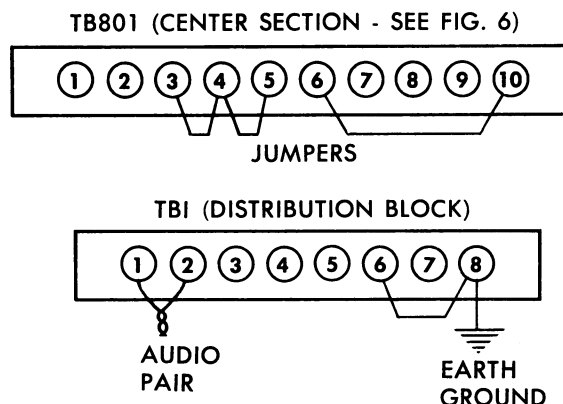 TB801 (CENTER SECTION - SEE FIG. 6)
1 2 3 4 5 6 7 8 9 10
JUMPERS
TBI (DISTRIBUTION BLOCK)
1 2 3 4 5 6 7 8
AUDIO
PAIR
EARTH
GROUND